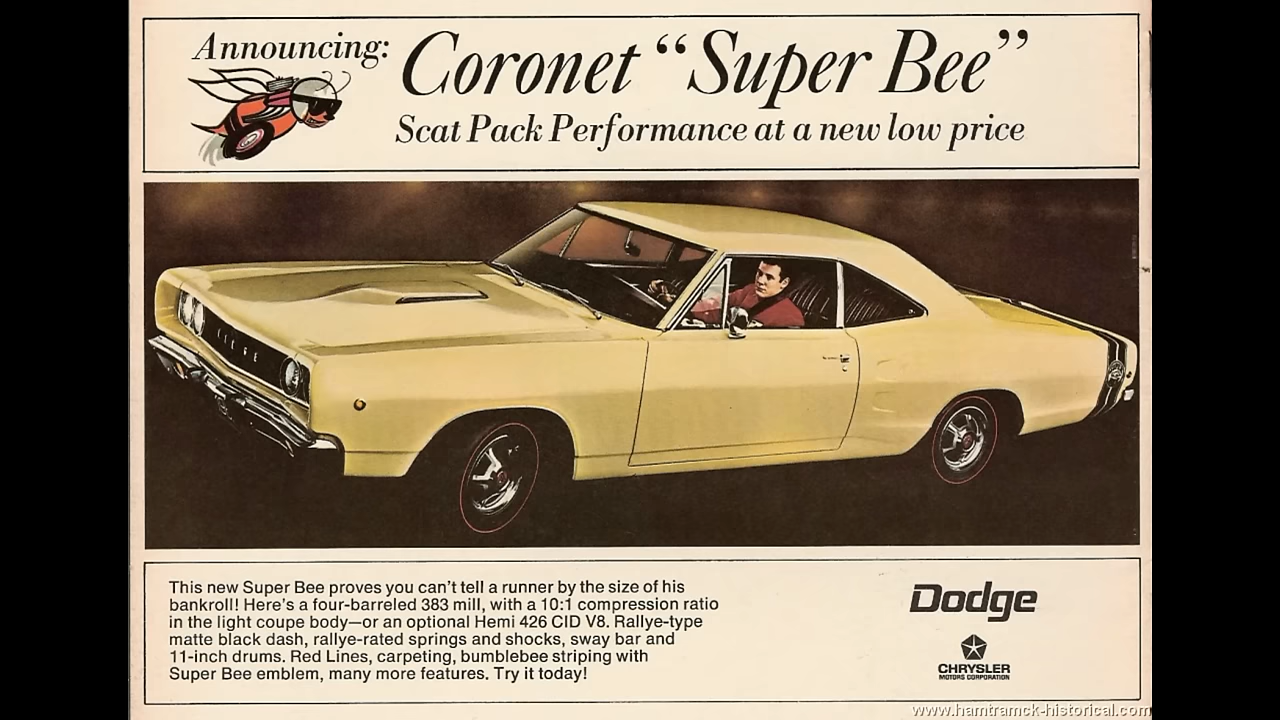 Announcing:
Coronet “Super Bee”
Scat Pack Performance at a new low price
This new Super Bee proves you can't tell a runner by the size of his
bankroll! Here's a four-barreled 383 mill, with a 10:1 compression ratio
in the light coupe body—or an optional Hemi 426 CID V8. Rallye-type
matte black dash, rallye-rated springs and shocks, sway bar and
11-inch drums. Red Lines, carpeting, bumblebee striping with
Super Bee emblem, many more features. Try it today!
Dodge
CHRYSLER
MOTORS CORPORATION
www.hamtramck-historical.com